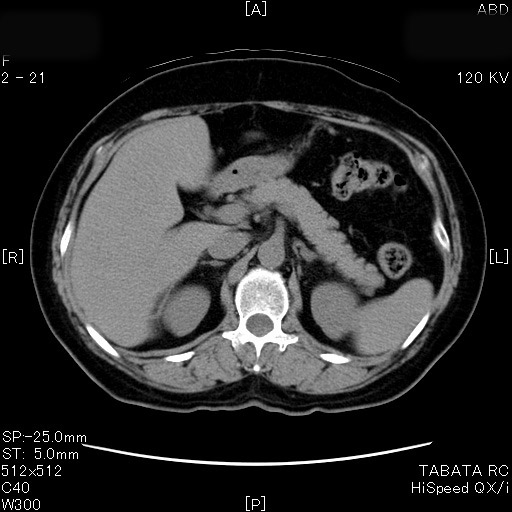 [A]
ABD
F
2 - 21
120 KV
[R]
[L]
SP:-25.0mm
ST: 5.0mm
512x512
C40
W300
TABATA RC
HiSpeed QX/i
[P]